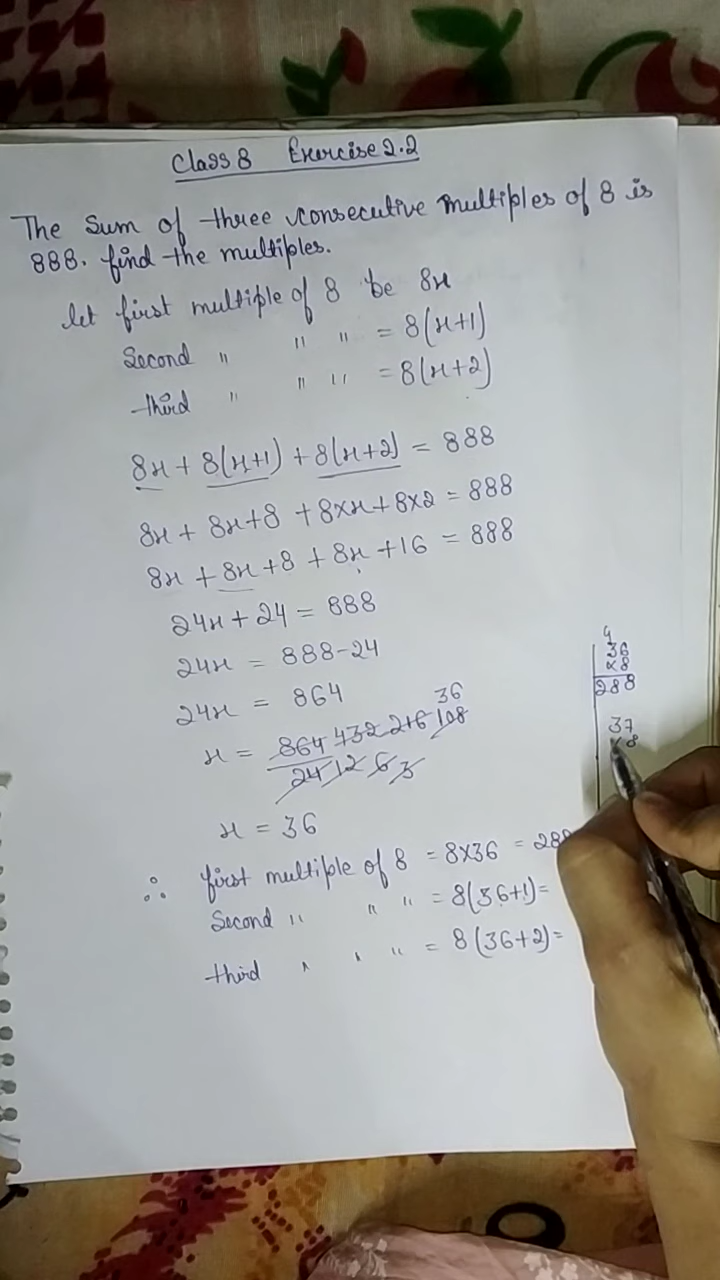 Class 8 Exercise 2.2
The Sum of three consecutive multiples of 8 is
888. find the multiples.
let first multiple of 8 be 8x
Second " " " = 8(x+1)
third " " " = 8(x+2)
8x + 8(x+1) + 8(x+2) = 888
8x + 8x+8 + 8×x+8×2 = 888
8x + 8x+8 + 8x +16 = 888
24x + 24 = 888
24x = 888-24
24x = 864
36
x = 864 432 216 108
24 12 6 3
x = 36
∴ first multiple of 8 = 8×36 = 288
Second " " " = 8(36+1)=
third " " " = 8(36+2)=
4
36
×8
288
37
×8